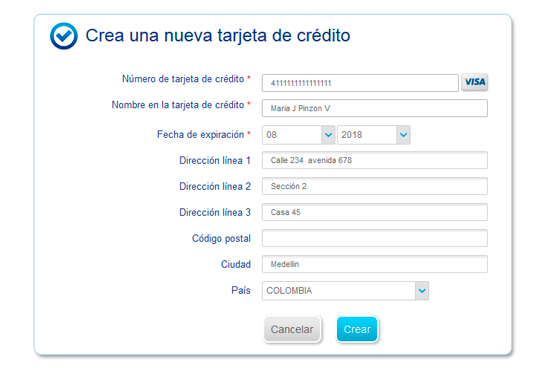 Crea una nueva tarjeta de crédito
Número de tarjeta de crédito * 4111111111111111 VISA
Nombre en la tarjeta de crédito * Maria J Pinzon V
Fecha de expiración * 08 2018
Dirección línea 1 Calle 234 avenida 678
Dirección línea 2 Sección 2
Dirección línea 3 Casa 45
Código postal
Ciudad Medellin
País COLOMBIA
Cancelar Crear